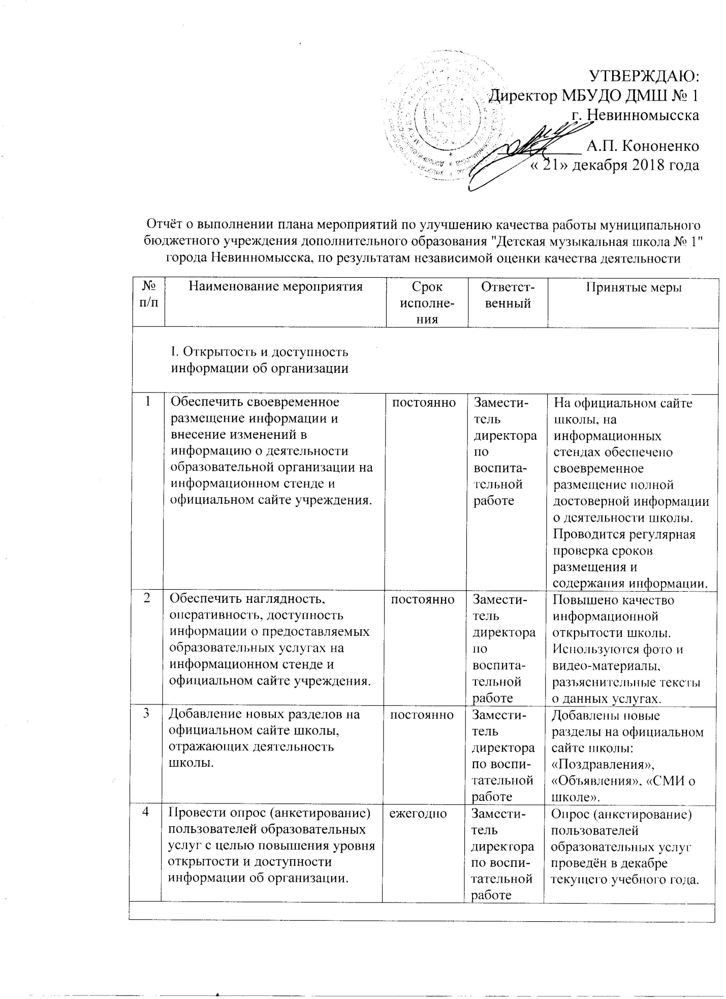 УТВЕРЖДАЮ:
Директор МБУДО ДМШ № 1
г. Невинномысска
А.П. Кононенко
« 21» декабря 2018 года
Отчёт о выполнении плана мероприятий по улучшению качества работы муниципального
бюджетного учреждения дополнительного образования "Детская музыкальная школа № 1"
города Невинномысска, по результатам независимой оценки качества деятельности
№
п/п
Наименование мероприятия
Срок
исполне-
ния
Ответст-
венный
Принятые меры
I. Открытость и доступность
информации об организации
1
Обеспечить своевременное
размещение информации и
внесение изменений в
информацию о деятельности
образовательной организации на
информационном стенде и
официальном сайте учреждения.
постоянно
Замести-
тель
директора
по
воспита-
тельной
работе
На официальном сайте
школы, на
информационных
стендах обеспечено
своевременное
размещение полной
достоверной информации
о деятельности школы.
Проводится регулярная
проверка сроков
размещения и
содержания информации.
2
Обеспечить наглядность,
оперативность, доступность
информации о предоставляемых
образовательных услугах на
информационном стенде и
официальном сайте учреждения.
постоянно
Замести-
тель
директора
по
воспита-
тельной
работе
Повышено качество
информационной
открытости школы.
Используются фото и
видео-материалы,
разъяснительные тексты
о данных услугах.
3
Добавление новых разделов на
официальном сайте школы,
отражающих деятельность
школы.
постоянно
Замести-
тель
директора
по воспи-
тательной
работе
Добавлены новые
разделы на официальном
сайте школы:
«Поздравления»,
«Объявления», «СМИ о
школе».
4
Провести опрос (анкетирование)
пользователей образовательных
услуг с целью повышения уровня
открытости и доступности
информации об организации.
ежегодно
Замести-
тель
директора
по воспи-
тательной
работе
Опрос (анкетирование)
пользователей
образовательных услуг
проведён в декабре
текущего учебного года.